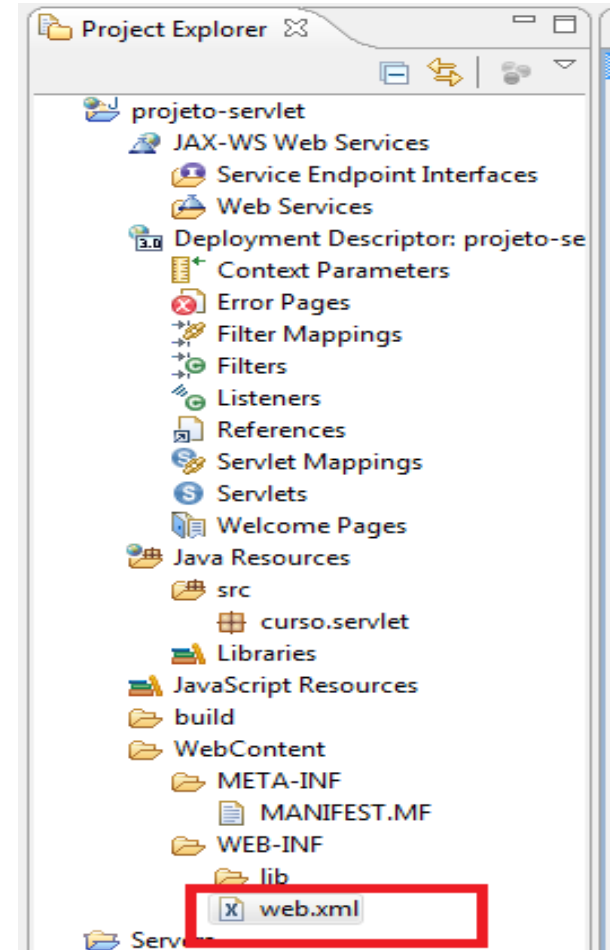 Project Explorer
projeto-servlet
JAX-WS Web Services
Service Endpoint Interfaces
Web Services
3.0 Deployment Descriptor: projeto-se
Context Parameters
Error Pages
Filter Mappings
Filters
Listeners
References
Servlet Mappings
Servlets
Welcome Pages
Java Resources
src
curso.servlet
Libraries
JavaScript Resources
build
WebContent
META-INF
MANIFEST.MF
WEB-INF
lib
web.xml
Servers